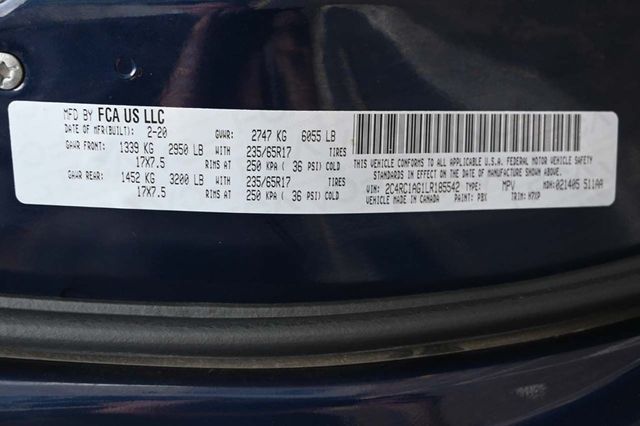 MFD BY FCA US LLC
DATE OF MFR(BUILT): 2-20 GVWR: 2747 KG 6055 LB
GAWR FRONT: 1339 KG 2950 LB WITH 235/65R17 TIRES
17X7.5 RIMS AT 250 KPA ( 36 PSI) COLD
GAWR REAR: 1452 KG 3200 LB WITH 235/65R17 TIRES
17X7.5 RIMS AT 250 KPA ( 36 PSI) COLD
THIS VEHICLE CONFORMS TO ALL APPLICABLE U.S.A. FEDERAL MOTOR VEHICLE SAFETY
STANDARDS IN EFFECT ON THE DATE OF MANUFACTURE SHOWN ABOVE
VIN: 2C4RC1AG1LR185542 TYPE: MPV MDH:021405 511AA
VEHICLE MADE IN CANADA PAINT: PBX TRIM: H7XP